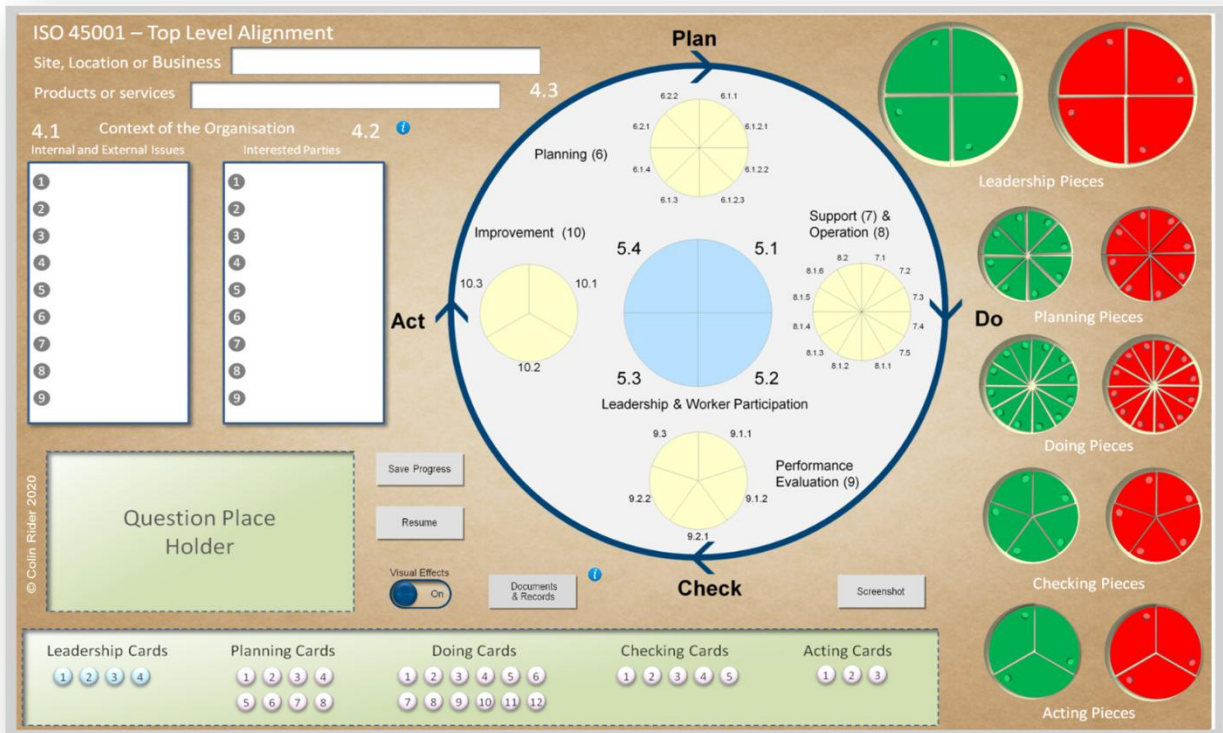 ISO 45001 – Top Level Alignment
Site, Location or Business
Products or services
4.3
4.1 Context of the Organisation 4.2 i
Internal and External Issues Interested Parties
1 1
2 2
3 3
4 4
5 5
6 6
7 7
8 8
9 9
Plan
6.2.2 6.1.1
6.2.1 6.1.2.1
Planning (6)
6.1.4 6.1.2.2
6.1.3 6.1.2.3
Improvement (10)
10.3 10.1
10.2
Support (7) &
Operation (8)
8.2 7.1
8.1.6 7.2
8.1.5 7.3
8.1.4 7.4
8.1.3 7.5
8.1.2 8.1.1
5.4 5.1
5.3 5.2
Leadership & Worker Participation
Act
Do
9.3 9.1.1
Performance
Evaluation (9)
9.2.2 9.1.2
9.2.1
Check
Leadership Pieces
Planning Pieces
Doing Pieces
Checking Pieces
Acting Pieces
© Colin Rider 2020
Question Place
Holder
Save Progress
Resume
Visual Effects
On
Documents
& Records
i
Screenshot
Leadership Cards
1 2 3 4
Planning Cards
1 2 3 4
5 6 7 8
Doing Cards
1 2 3 4 5 6
7 8 9 10 11 12
Checking Cards
1 2 3 4 5
Acting Cards
1 2 3